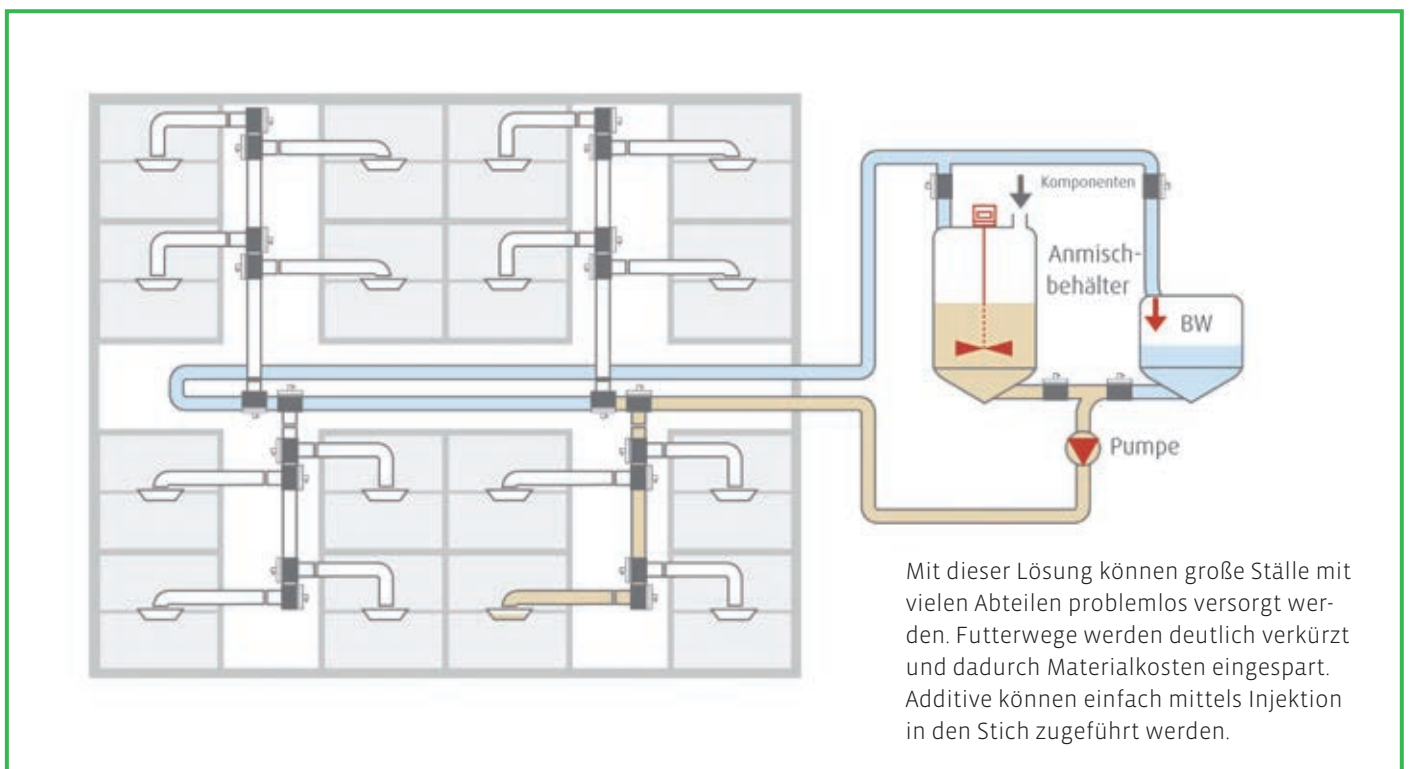 Komponenten
Anmisch-
behälter
BW
Pumpe
Mit dieser Lösung können große Ställe mit
vielen Abteilen problemlos versorgt wer-
den. Futterwege werden deutlich verkürzt
und dadurch Materialkosten eingespart.
Additive können einfach mittels Injektion
in den Stich zugeführt werden.